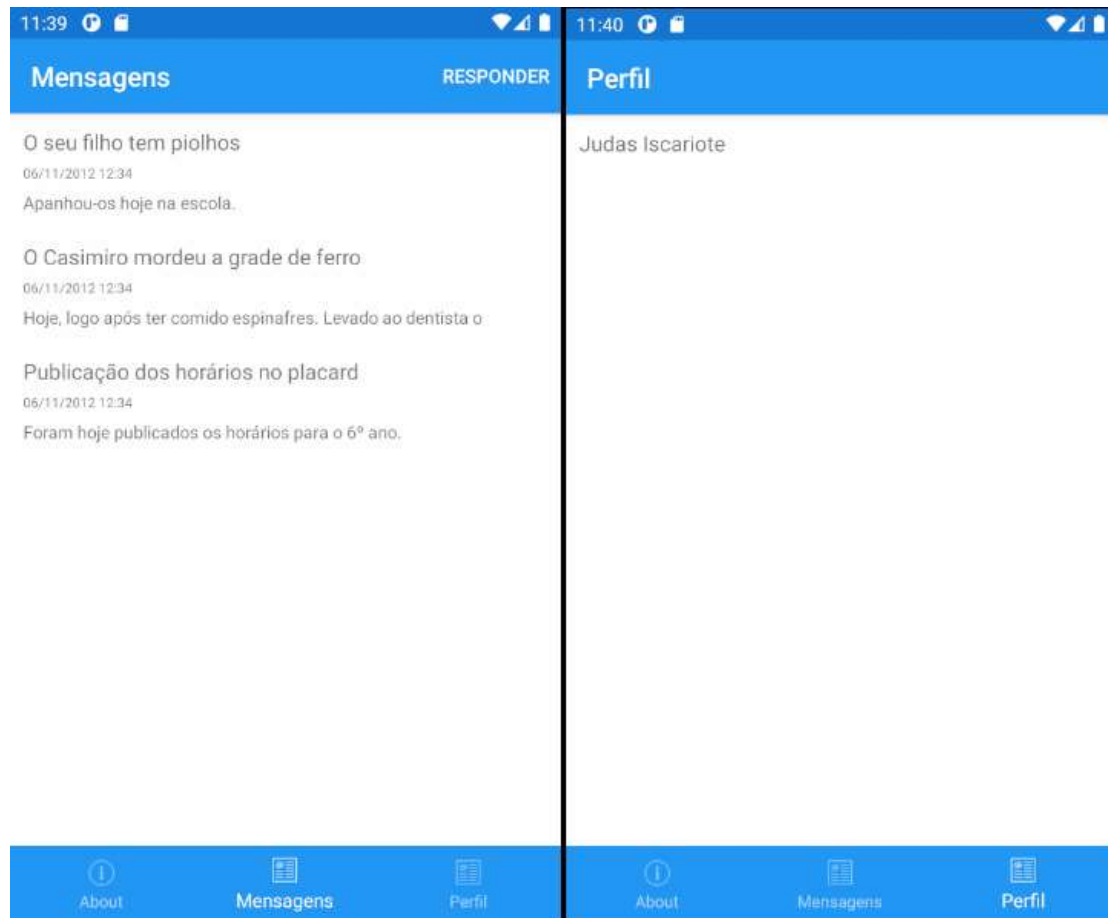 11:39
Mensagens RESPONDER
O seu filho tem piolhos
06/11/2012 12:34
Apanhou-os hoje na escola.
O Casimiro mordeu a grade de ferro
06/11/2012 12:34
Hoje, logo após ter comido espinafres. Levado ao dentista o
Publicação dos horários no placard
06/11/2012 12:34
Foram hoje publicados os horários para o 6º ano.
About Mensagens Perfil
11:40
Perfil
Judas Iscariote
About Mensagens Perfil